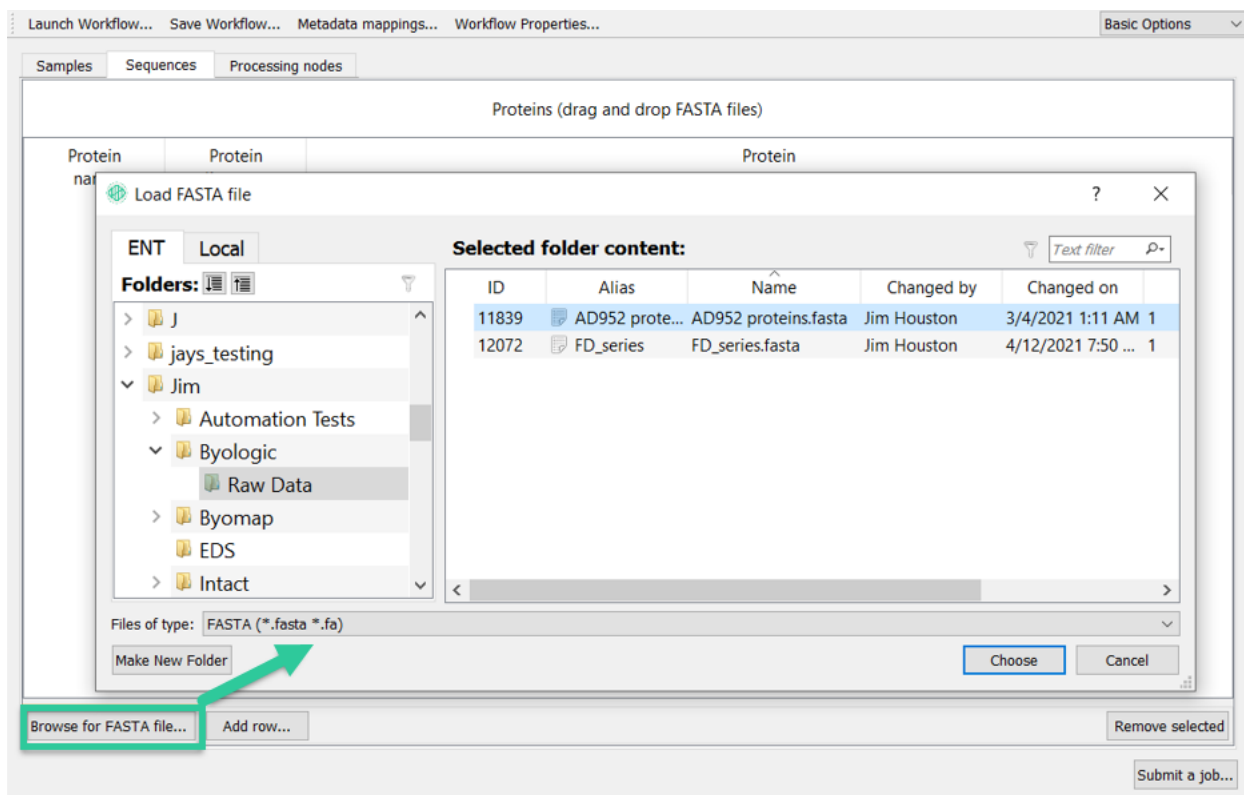 Launch Workflow... Save Workflow... Metadata mappings... Workflow Properties... Basic Options
Samples Sequences Processing nodes
Proteins (drag and drop FASTA files)
Protein Protein Protein
Load FASTA file ?
ENT Local Selected folder content: Text filter
Folders: ID Alias Name Changed by Changed on
J 11839 AD952 prote... AD952 proteins.fasta Jim Houston 3/4/2021 1:11 AM 1
jays_testing 12072 FD_series FD_series.fasta Jim Houston 4/12/2021 7:50 ... 1
Jim
Automation Tests
Byologic
Raw Data
Byomap
EDS
Intact
Files of type: FASTA (*.fasta *.fa)
Make New Folder Choose Cancel
Browse for FASTA file... Add row... Remove selected
Submit a job...